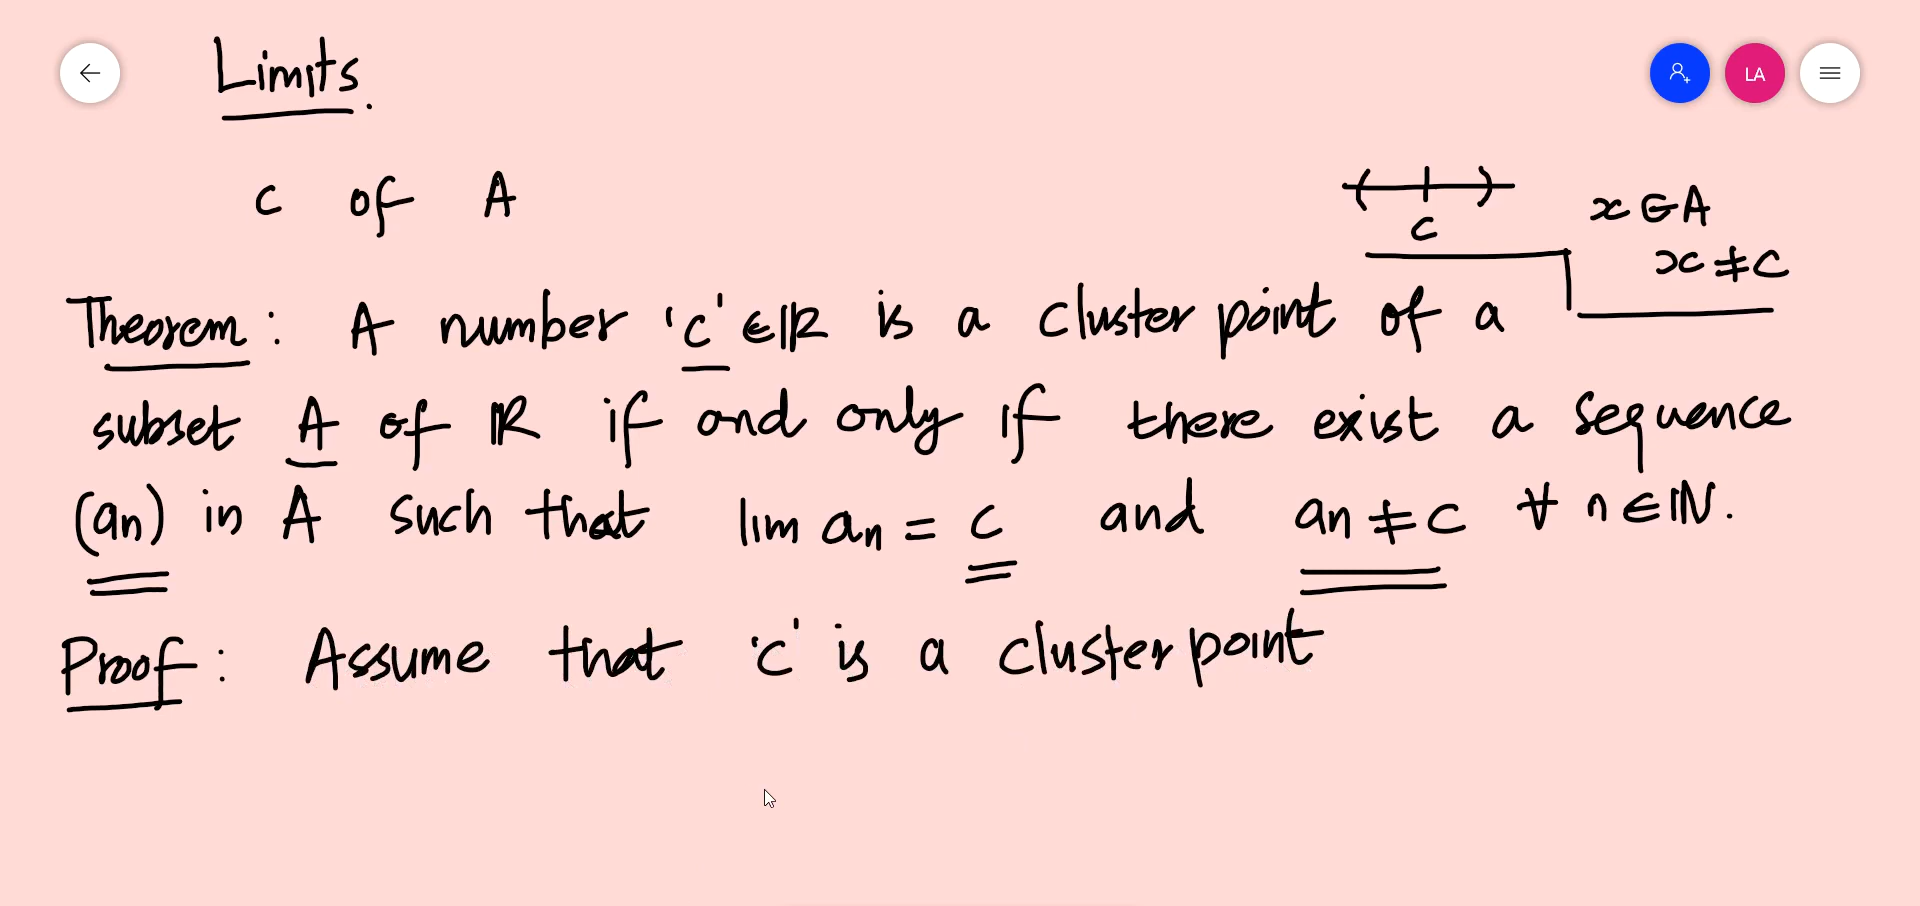 Limits.
LA
c of A
c
x ∈ A
x ≠ c
Theorem : A number 'c' ∈ ℝ is a cluster point of a
subset A of ℝ if and only if there exist a sequence
(an) in A such that lim an = c and an ≠ c ∀ n ∈ ℕ.
Proof : Assume that 'c' is a cluster point